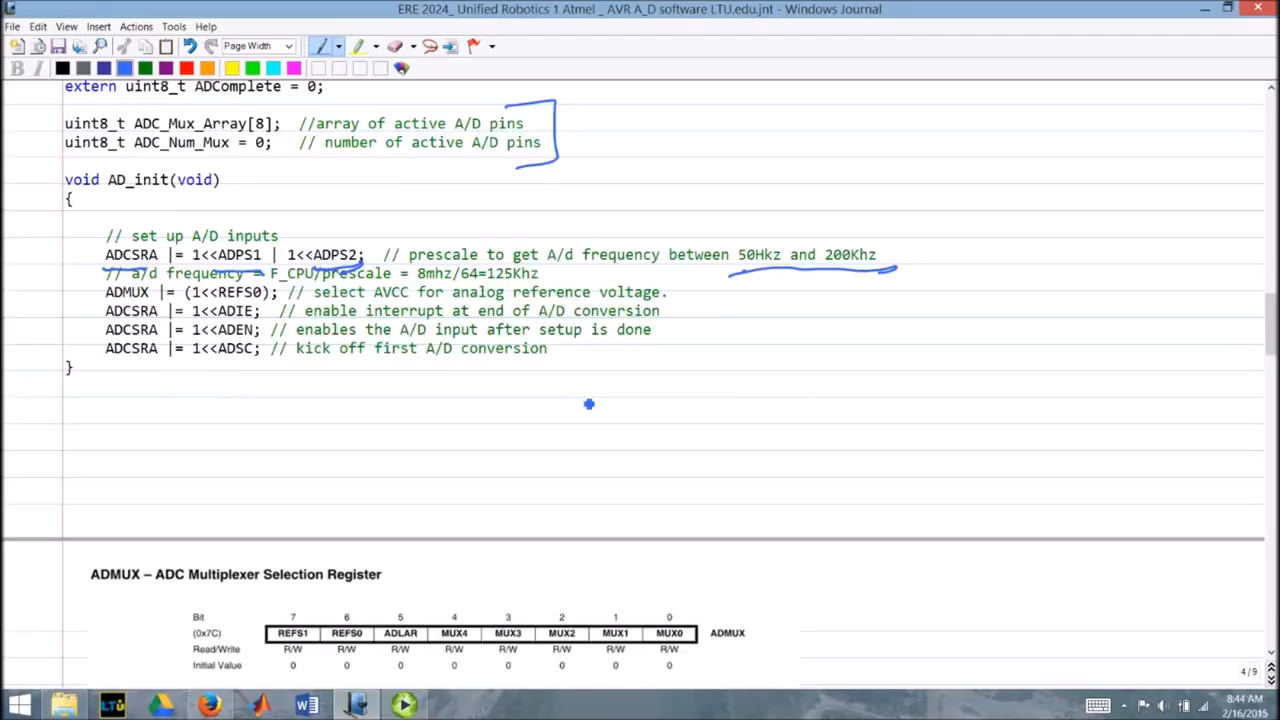 ERE 2024_ Unified Robotics 1 Atmel _ AVR A_D software LTU.edu.jnt - Windows Journal
File Edit View Insert Actions Tools Help
Page Width
B I
extern uint8_t ADComplete = 0;
uint8_t ADC_Mux_Array[8]; //array of active A/D pins
uint8_t ADC_Num_Mux = 0; // number of active A/D pins
void AD_init(void)
{
// set up A/D inputs
ADCSRA |= 1<<ADPS1 | 1<<ADPS2; // prescale to get A/d frequency between 50Hkz and 200Khz
// a/d frequency = F_CPU/prescale = 8mhz/64=125Khz
ADMUX |= (1<<REFS0); // select AVCC for analog reference voltage.
ADCSRA |= 1<<ADIE; // enable interrupt at end of A/D conversion
ADCSRA |= 1<<ADEN; // enables the A/D input after setup is done
ADCSRA |= 1<<ADSC; // kick off first A/D conversion
}
ADMUX – ADC Multiplexer Selection Register
Bit 7 6 5 4 3 2 1 0
(0x7C) REFS1 REFS0 ADLAR MUX4 MUX3 MUX2 MUX1 MUX0 ADMUX
Read/Write R/W R/W R/W R/W R/W R/W R/W R/W
Initial Value 0 0 0 0 0 0 0 0
4/9
LTU
8:44 AM
2/16/2015